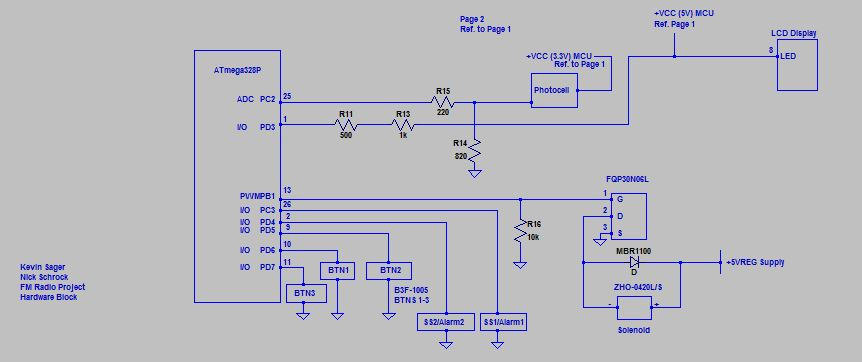 Page 2
Ref. to Page 1
+VCC (5V) MCU
Ref. Page 1
LCD Display
8
LED
+VCC (3.3V) MCU
Ref. to Page 1
ATmega328P
Photocell
ADC PC2
25
R15
220
I/O PD3
1
R11
500
R13
1k
R14
820
FQP30N06L
PWMPB1
13
1
G
I/O PC3
26
2
D
I/O PD4
2
I/O PD5
9
3
S
R16
10k
I/O PD6
10
MBR1100
D
+5VREG Supply
I/O PD7
11
BTN1
BTN2
BTN3
B3F-1005
BTNS 1-3
ZHO-0420L/S
-
+
Solenoid
SS2/Alarm2
SS1/Alarm1
Kevin Sager
Nick Schrock
FM Radio Project
Hardware Block